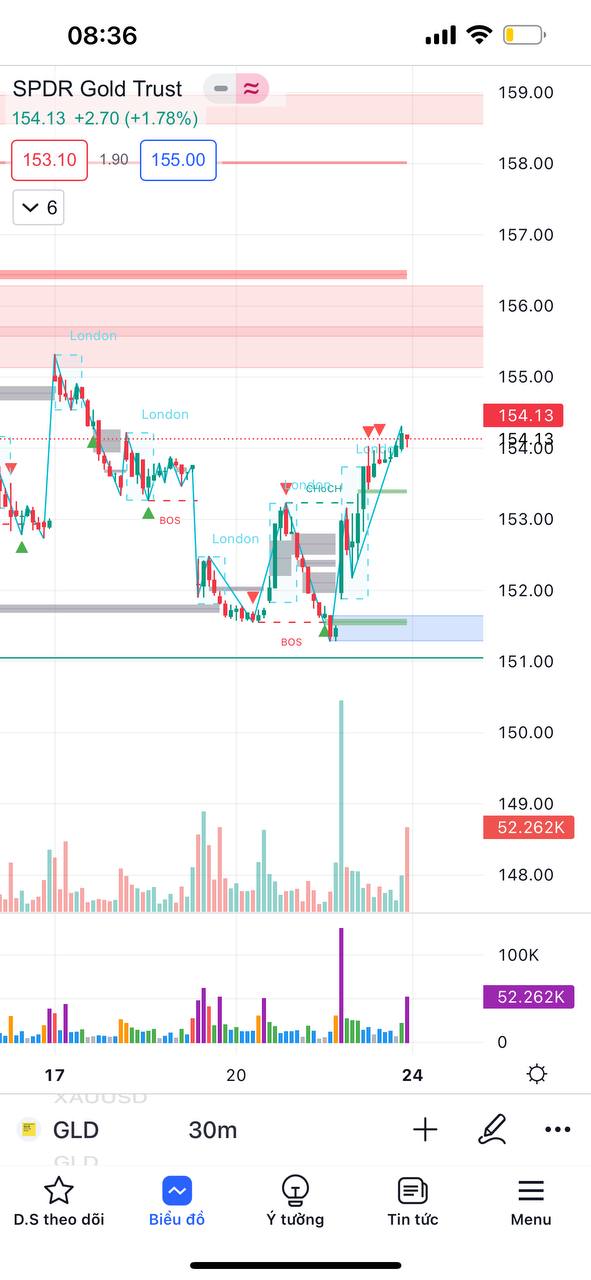 08:36
SPDR Gold Trust
154.13 +2.70 (+1.78%)
153.10 1.90 155.00
6
159.00
158.00
157.00
156.00
London
155.00
154.13
London
154.13
154.00
London
London
CHoCH
BOS
153.00
London
152.00
BOS
151.00
150.00
149.00
52.262K
148.00
100K
52.262K
0
17 20 24
XAUUSD
GLD 30m
GLD
D.S theo dõi Biểu đồ Ý tưởng Tin tức Menu